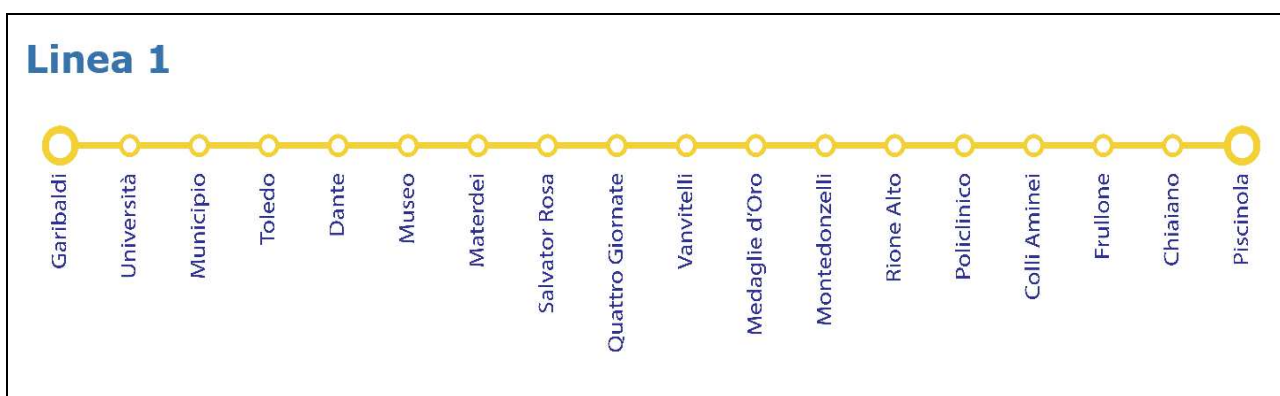 Linea 1
Garibaldi
Università
Municipio
Toledo
Dante
Museo
Materdei
Salvator Rosa
Quattro Giornate
Vanvitelli
Medaglie d'Oro
Montedonzelli
Rione Alto
Policlinico
Colli Aminei
Frullone
Chiaiano
Piscinola